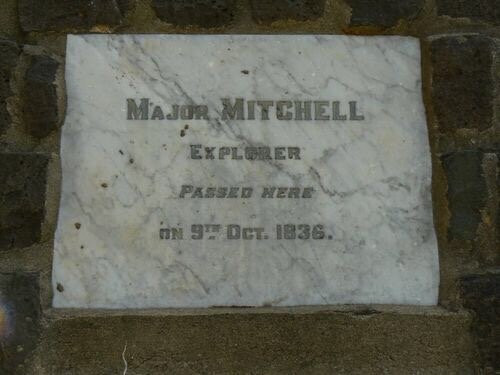 Major MITCHELL
Explorer
Passed here
on 9th Oct. 1836.